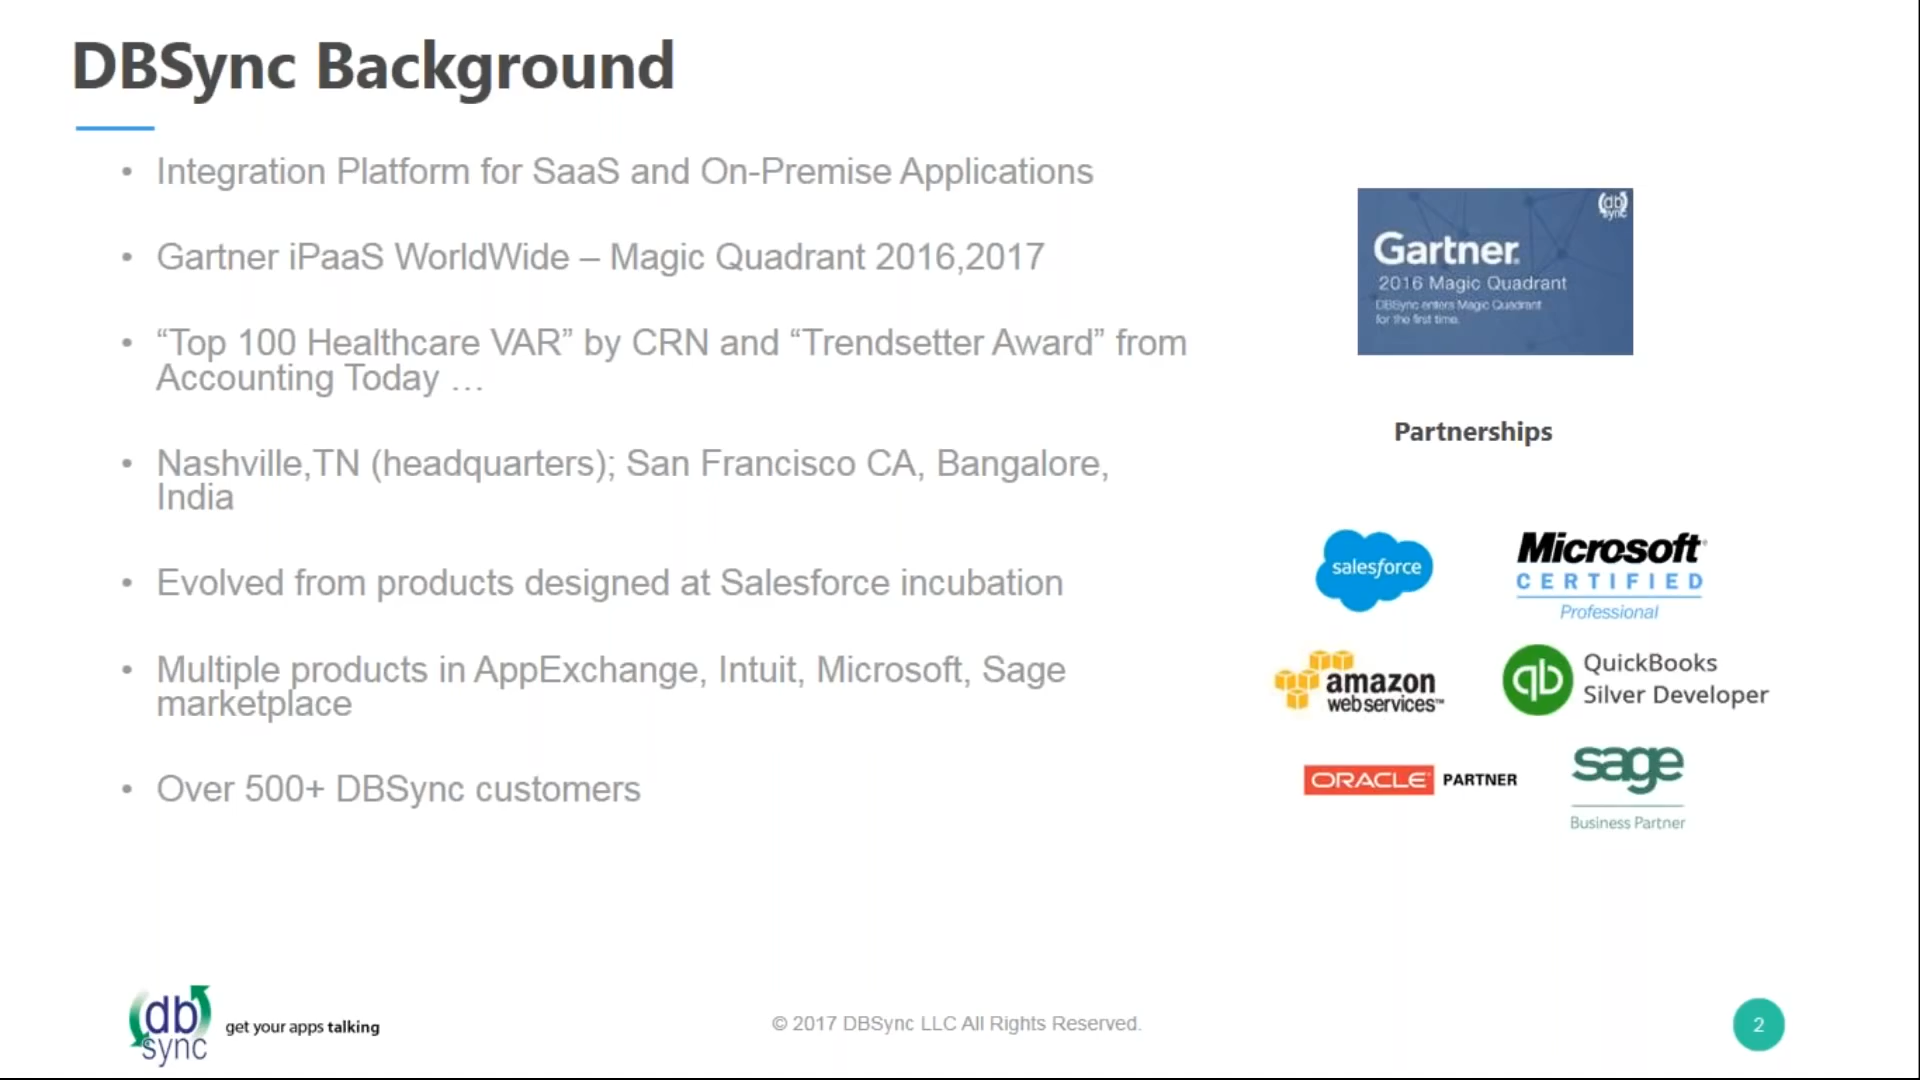 DBSync Background
• Integration Platform for SaaS and On-Premise Applications
• Gartner iPaaS WorldWide – Magic Quadrant 2016,2017
• “Top 100 Healthcare VAR” by CRN and “Trendsetter Award” from
Accounting Today …
• Nashville,TN (headquarters); San Francisco CA, Bangalore,
India
• Evolved from products designed at Salesforce incubation
• Multiple products in AppExchange, Intuit, Microsoft, Sage
marketplace
• Over 500+ DBSync customers
db
sync
Gartner.
2016 Magic Quadrant
DBSync enters Magic Quadrant
for the first time.
Partnerships
salesforce
Microsoft
CERTIFIED
Professional
amazon
webservices™
qb
QuickBooks
Silver Developer
ORACLE PARTNER
sage
Business Partner
db
sync
get your apps talking
© 2017 DBSync LLC All Rights Reserved.
2